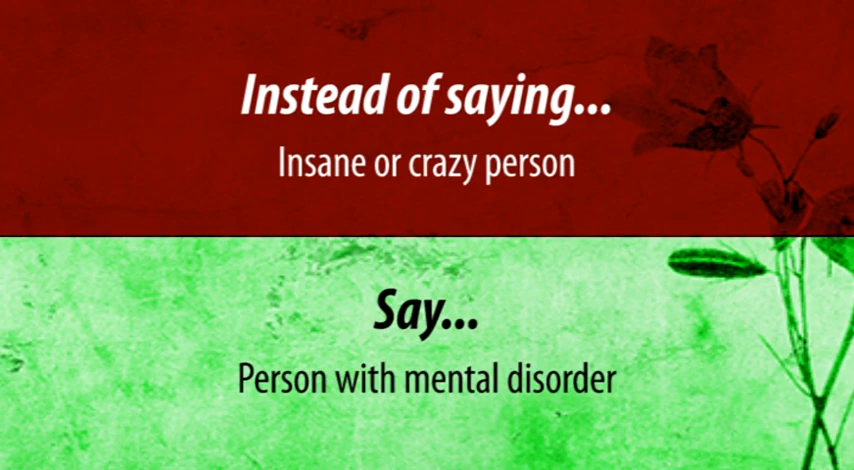 Instead of saying...
Insane or crazy person
Say...
Person with mental disorder